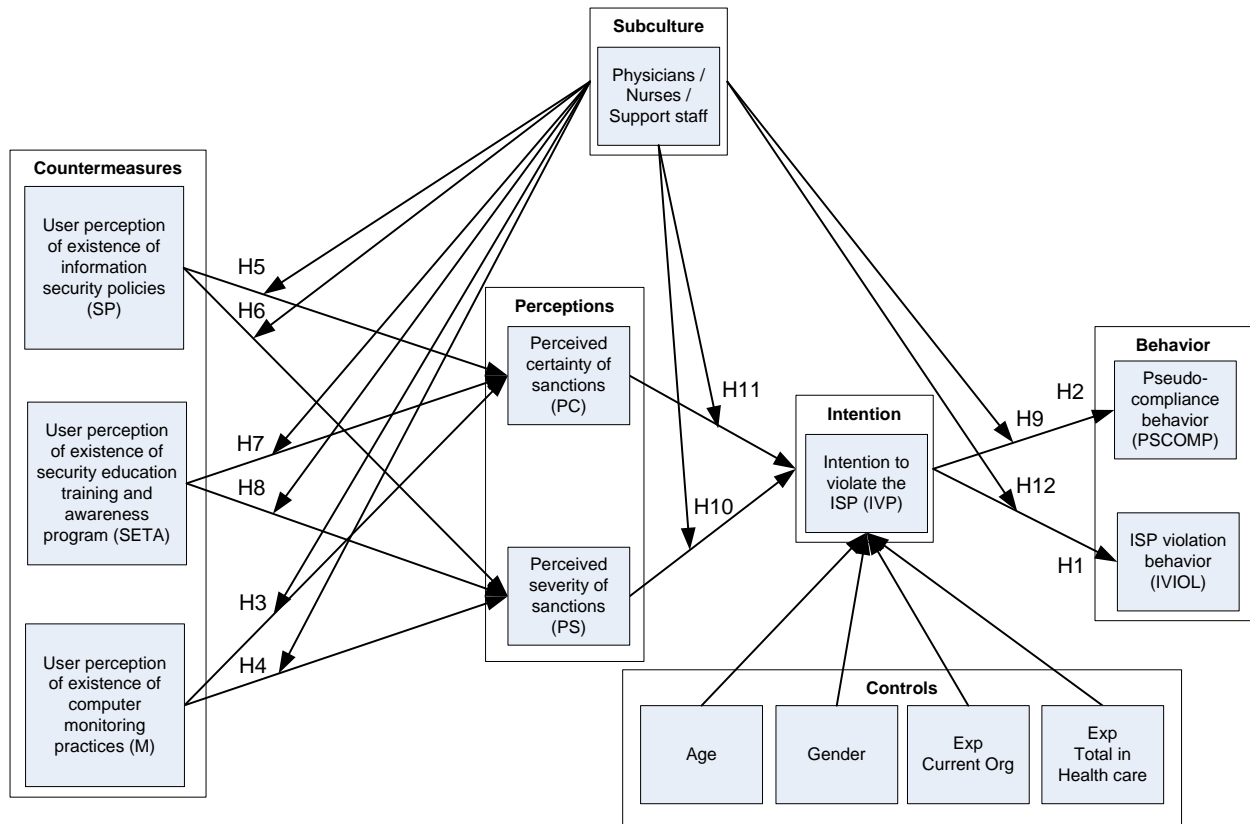 Subculture
Physicians /
Nurses /
Support staff
Countermeasures
User perception
of existence of
information
security policies
(SP)
User perception
of existence of
security education
training and
awareness
program (SETA)
User perception
of existence of
computer
monitoring
practices (M)
H5
H6
H7
H8
H3
H4
Perceptions
Perceived
certainty of
sanctions
(PC)
Perceived
severity of
sanctions
(PS)
H11
H10
Intention
Intention to
violate the
ISP (IVP)
H2
H9
H12
H1
Behavior
Pseudo-
compliance
behavior
(PSCOMP)
ISP violation
behavior
(IVIOL)
Controls
Age
Gender
Exp
Current Org
Exp
Total in
Health care